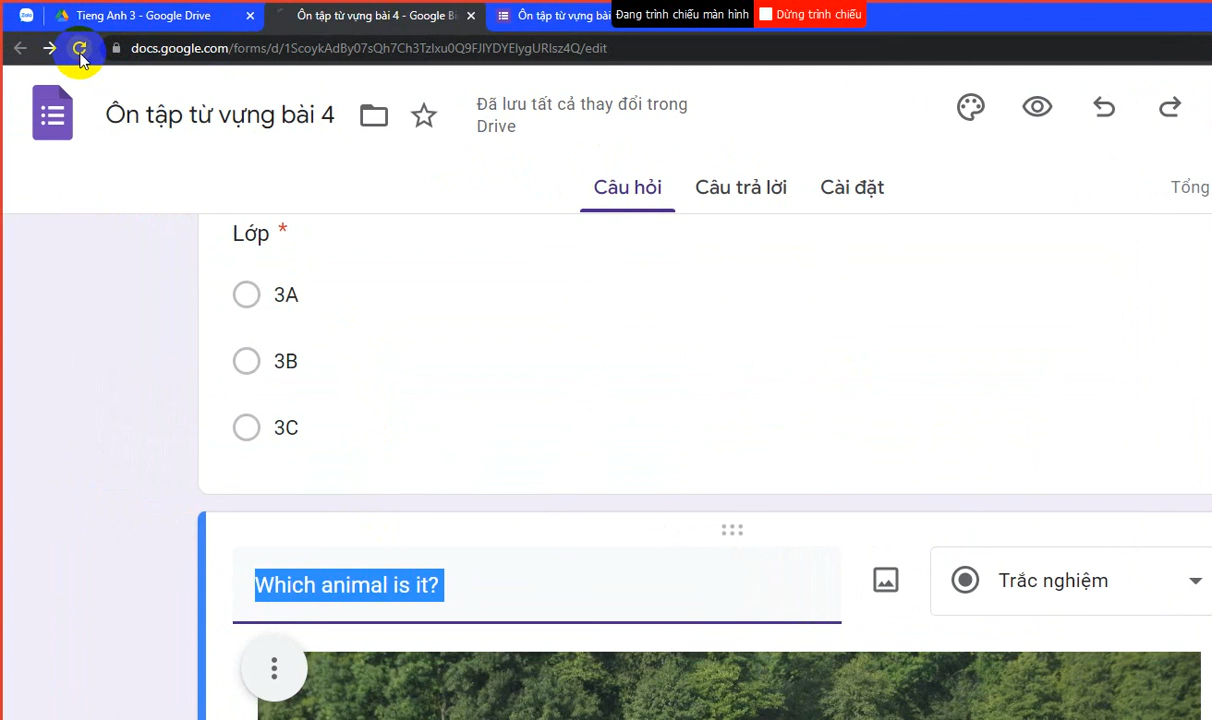 Zalo
Tieng Anh 3 - Google Drive
Ôn tập từ vựng bài 4 - Google Bi
Ôn tập từ vựng bài
Đang trình chiếu màn hình
Dừng trình chiếu
docs.google.com/forms/d/1ScoykAdBy07sQh7Ch3TzIxu0Q9FJIYDYElygURIsz4Q/edit
Ôn tập từ vựng bài 4
Đã lưu tất cả thay đổi trong
Drive
Câu hỏi
Câu trả lời
Cài đặt
Tổng
Lớp *
3A
3B
3C
Which animal is it?
Trắc nghiệm